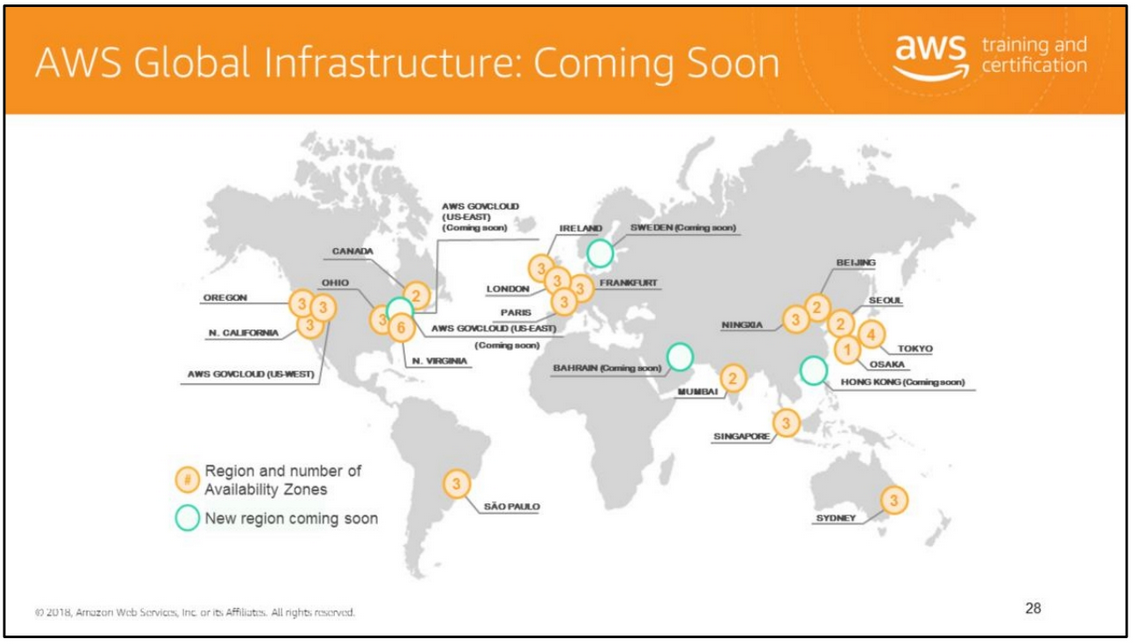 AWS Global Infrastructure: Coming Soon
aws training and
certification
AWS GOVCLOUD
(US-EAST)
(Coming soon)
IRELAND
SWEDEN (Coming soon)
CANADA
BEIJING
OHIO
3
3
2
3
3
LONDON
FRANKFURT
OREGON
3
3
3
PARIS
2
SEOUL
N. CALIFORNIA
3
3
6
AWS GOVCLOUD (US-EAST)
(Coming soon)
NINGXIA
3
2
4
TOKYO
1
OSAKA
N. VIRGINIA
AWS GOVCLOUD (US-WEST)
BAHRAIN (Coming soon)
2
MUMBAI
HONG KONG (Coming soon)
3
SINGAPORE
# Region and number of
Availability Zones
New region coming soon
3
SÃO PAULO
3
SYDNEY
© 2018, Amazon Web Services, Inc. or its Affiliates. All rights reserved.
28